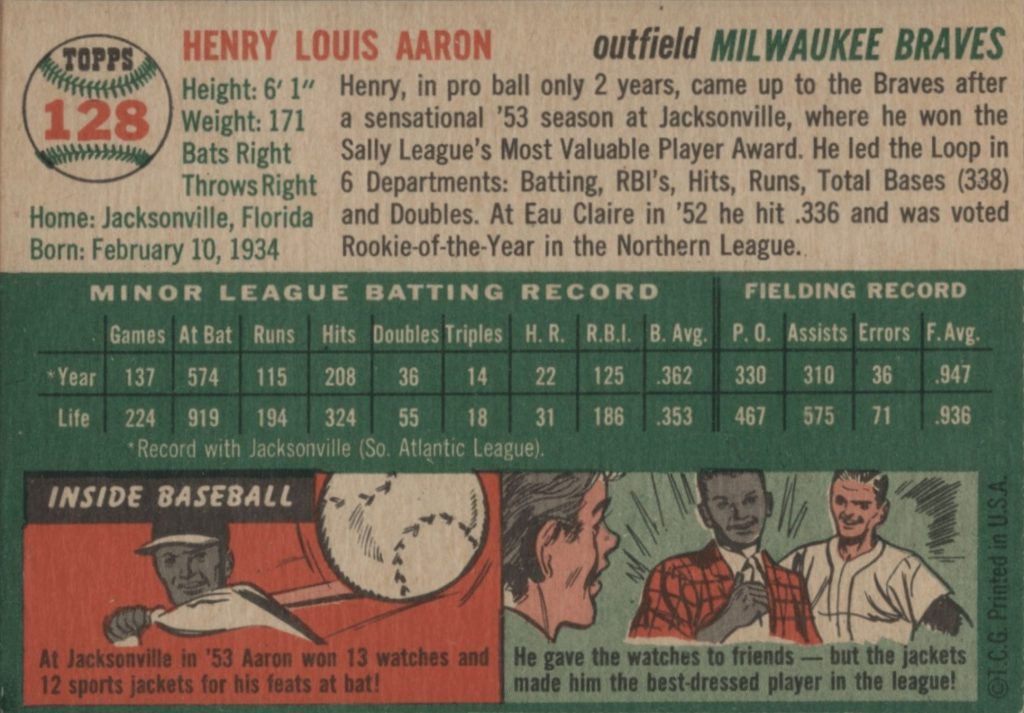 TOPPS
128
HENRY LOUIS AARON
outfield MILWAUKEE BRAVES
Height: 6' 1"
Weight: 171
Bats Right
Throws Right
Home: Jacksonville, Florida
Born: February 10, 1934
Henry, in pro ball only 2 years, came up to the Braves after
a sensational '53 season at Jacksonville, where he won the
Sally League's Most Valuable Player Award. He led the Loop in
6 Departments: Batting, RBI's, Hits, Runs, Total Bases (338)
and Doubles. At Eau Claire in '52 he hit .336 and was voted
Rookie-of-the-Year in the Northern League.
MINOR LEAGUE BATTING RECORD FIELDING RECORD
Games At Bat Runs Hits Doubles Triples H. R. R.B.I. B. Avg. P. O. Assists Errors F. Avg.
*Year 137 574 115 208 36 14 22 125 .362 330 310 36 .947
Life 224 919 194 324 55 18 31 186 .353 467 575 71 .936
*Record with Jacksonville (So. Atlantic League).
INSIDE BASEBALL
At Jacksonville in '53 Aaron won 13 watches and
12 sports jackets for his feats at bat!
He gave the watches to friends — but the jackets
made him the best-dressed player in the league!
©T.C.G. Printed in U.S.A.